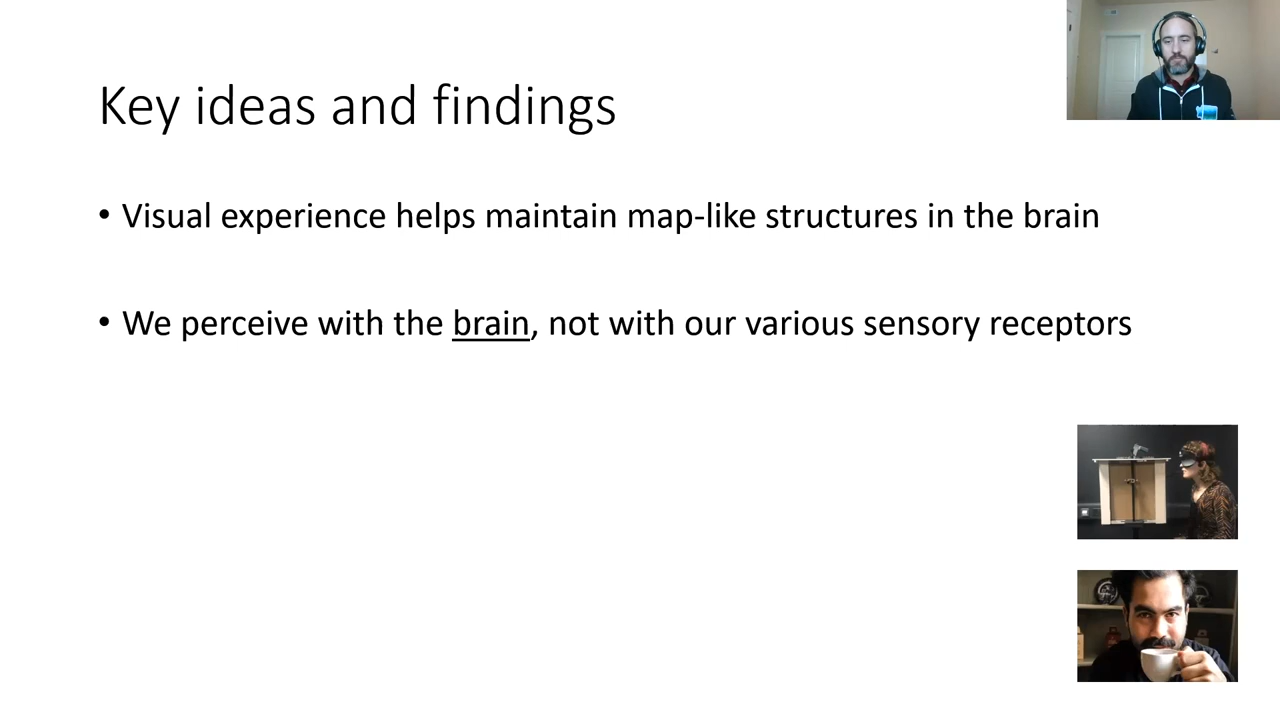 Key ideas and findings
• Visual experience helps maintain map-like structures in the brain
• We perceive with the brain, not with our various sensory receptors